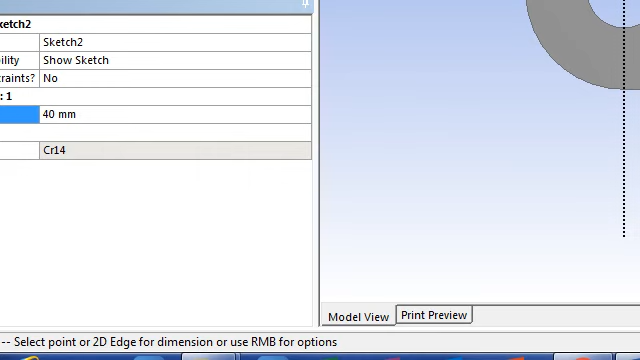 ketch2
Sketch2
ility Show Sketch
traints? No
: 1
40 mm
Cr14
Model View Print Preview
-- Select point or 2D Edge for dimension or use RMB for options